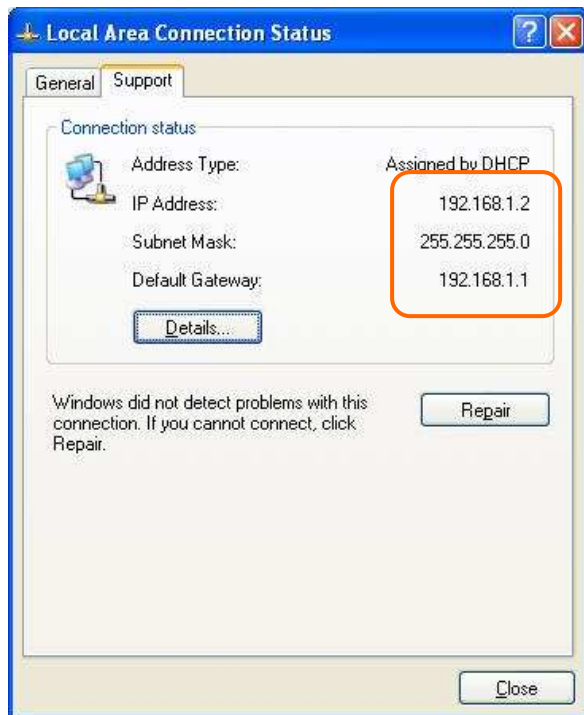 Local Area Connection Status
General Support
Connection status
Address Type: Assigned by DHCP
IP Address: 192.168.1.2
Subnet Mask: 255.255.255.0
Default Gateway: 192.168.1.1
Details...
Windows did not detect problems with this
connection. If you cannot connect, click
Repair.
Repair
Close